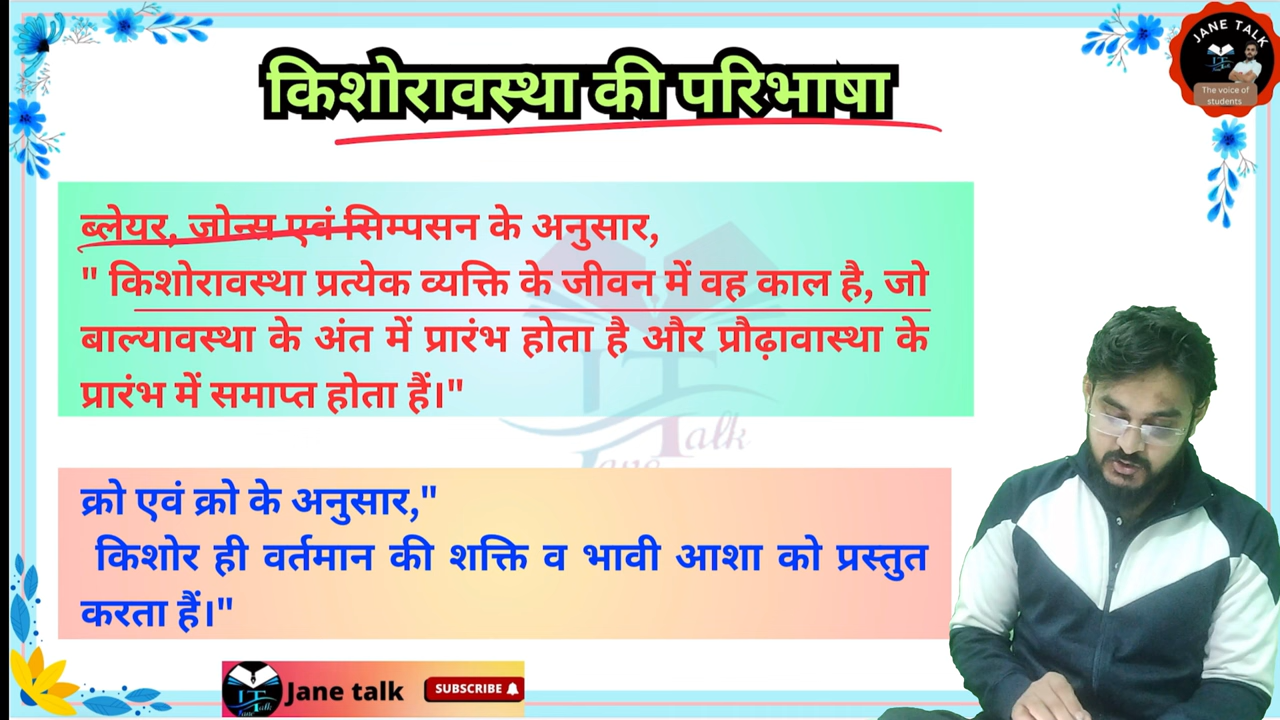 किशोरावस्था की परिभाषा
JANE TALK
The voice of
students
ब्लेयर, जोन्स एवं सिम्पसन के अनुसार,
" किशोरावस्था प्रत्येक व्यक्ति के जीवन में वह काल है, जो
बाल्यावस्था के अंत में प्रारंभ होता है और प्रौढ़ावास्था के
प्रारंभ में समाप्त होता हैं।"
Talk
क्रो एवं क्रो के अनुसार,"
किशोर ही वर्तमान की शक्ति व भावी आशा को प्रस्तुत
करता हैं।"
Jane talk
SUBSCRIBE